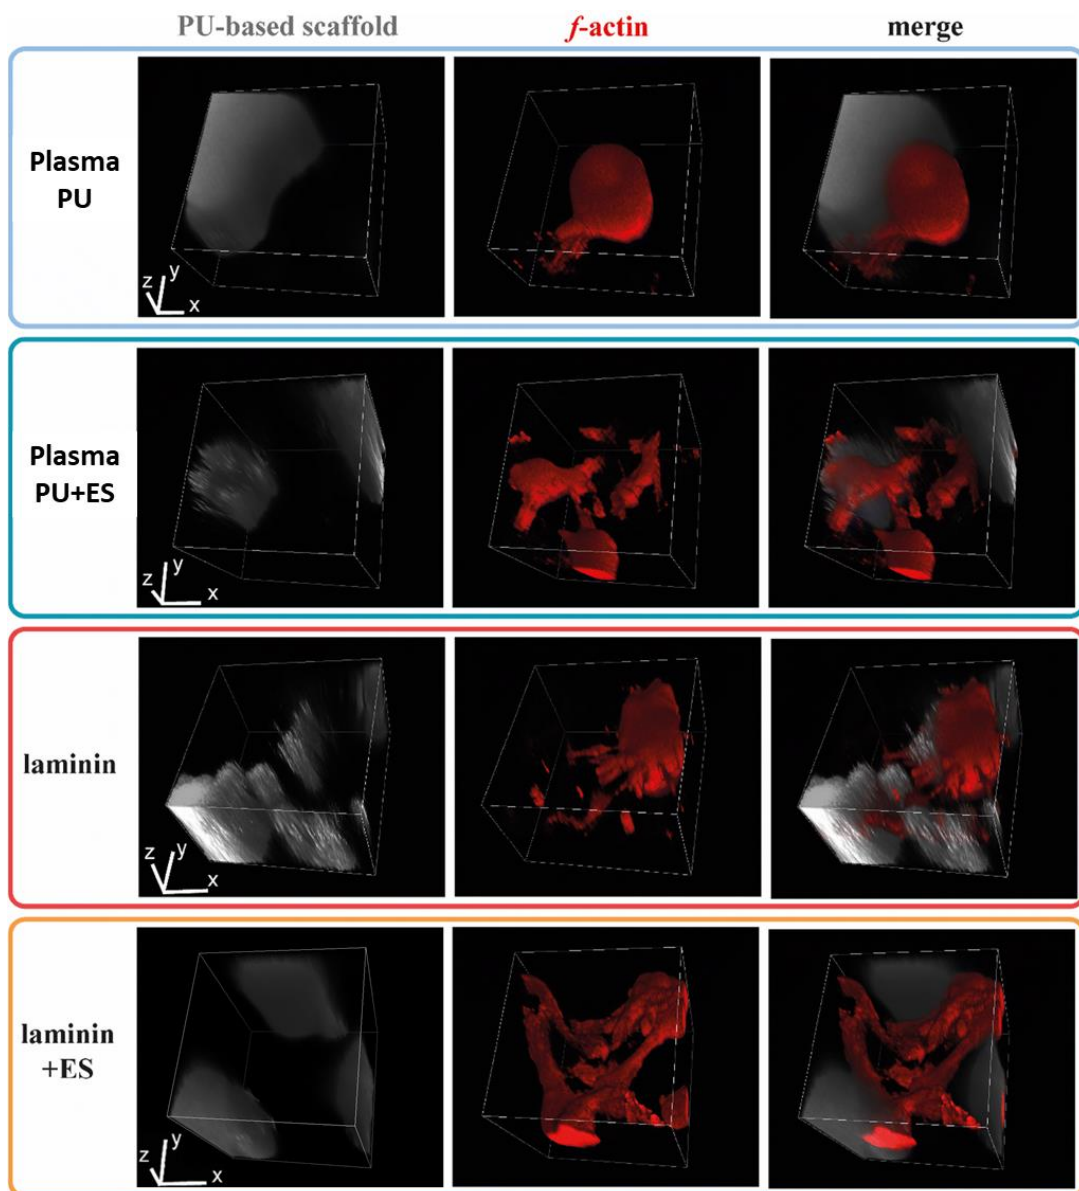 PU-based scaffold f-actin merge
Plasma
PU
z y
x
Plasma
PU+ES
z y
x
laminin
z y
x
laminin
+ES
z y
x